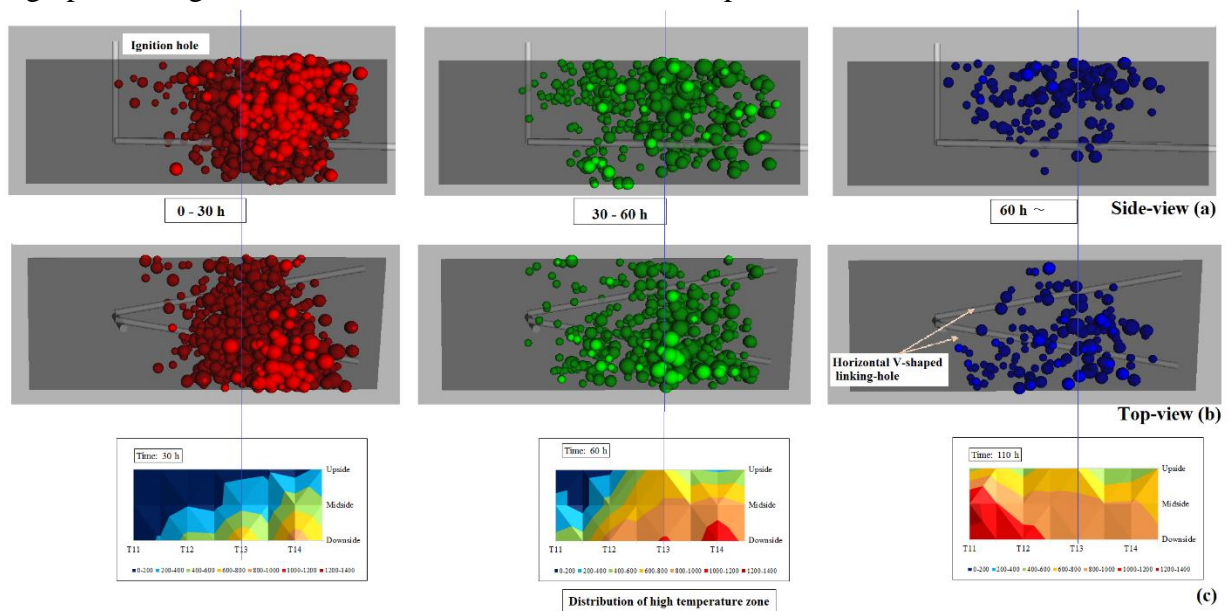 Ignition hole
0 - 30 h
30 - 60 h
60 h ～
Side-view (a)
Horizontal V-shaped
linking-hole
Top-view (b)
Time: 30 h
Upside
Midside
Downside
T11 T12 T13 T14
0-200 200-400 400-600 600-800 800-1000 1000-1200 1200-1400
Time: 60 h
Upside
Midside
Downside
T11 T12 T13 T14
0-200 200-400 400-600 600-800 800-1000 1000-1200 1200-1400
Time: 110 h
Upside
Midside
Downside
T11 T12 T13 T14
0-200 200-400 400-600 600-800 800-1000 1000-1200 1200-1400
(c)
Distribution of high temperature zone